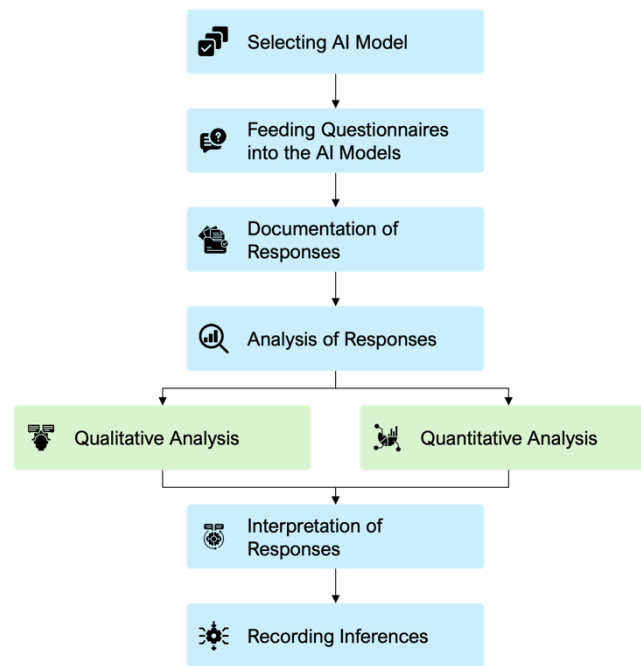 Selecting AI Model
Feeding Questionnaires
into the AI Models
Documentation of
Responses
Analysis of Responses
Qualitative Analysis
Quantitative Analysis
Interpretation of
Responses
Recording Inferences